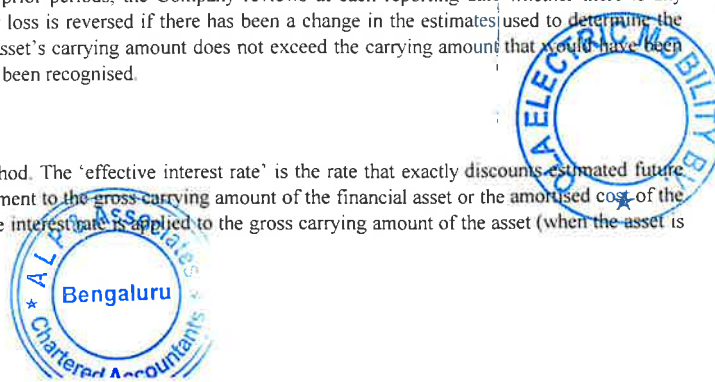 loss is reversed if there has been a change in the estimates used to determine the
asset's carrying amount does not exceed the carrying amount that would have been
been recognised.
OLA ELECTRIC MOBILITY BV
hod. The 'effective interest rate' is the rate that exactly discounts estimated future
ment to the gross carrying amount of the financial asset or the amortised cost of the
e interest rate is applied to the gross carrying amount of the asset (when the asset is
A L P S Associates
Bengaluru
Chartered Accountants